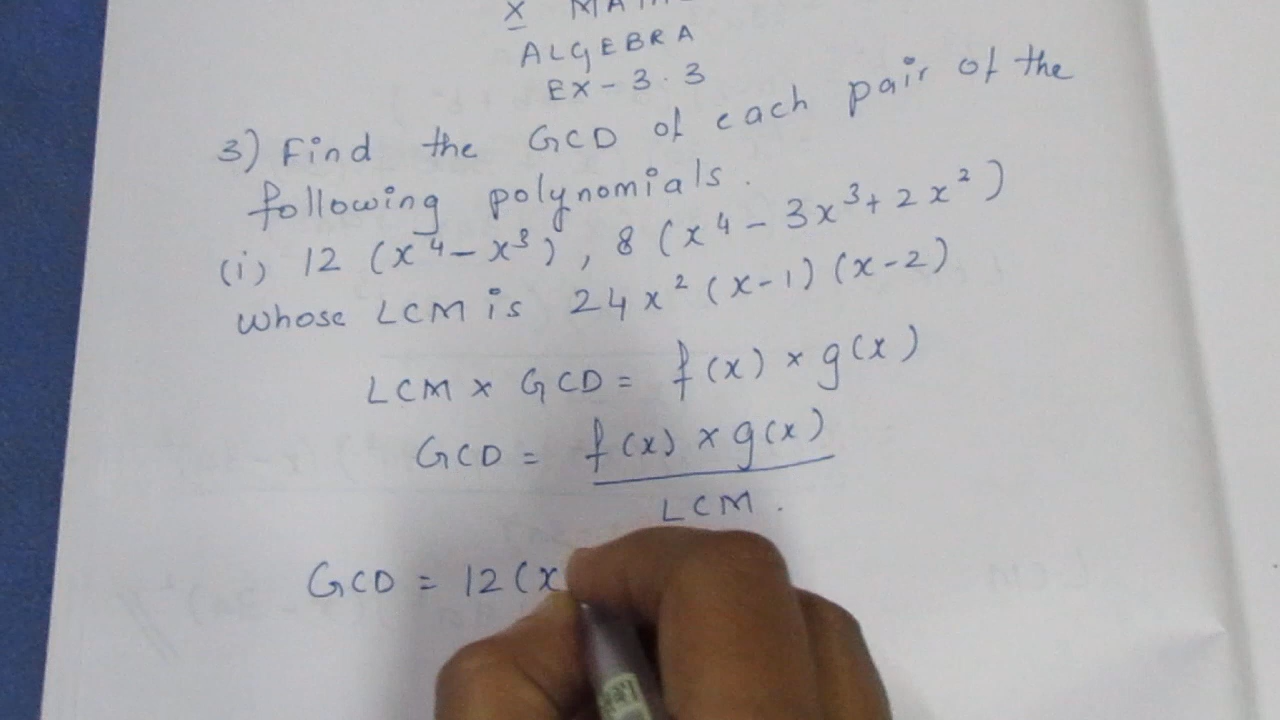 X MATH
ALGEBRA
EX - 3.3
3) Find the GCD of each pair of the
following polynomials.
(i) 12 (x⁴ - x³), 8 (x⁴ - 3x³ + 2x²)
whose LCM is 24x² (x-1) (x-2)
LCM x GCD = f(x) x g(x)
GCD = f(x) x g(x)
LCM.
GCD = 12 (x